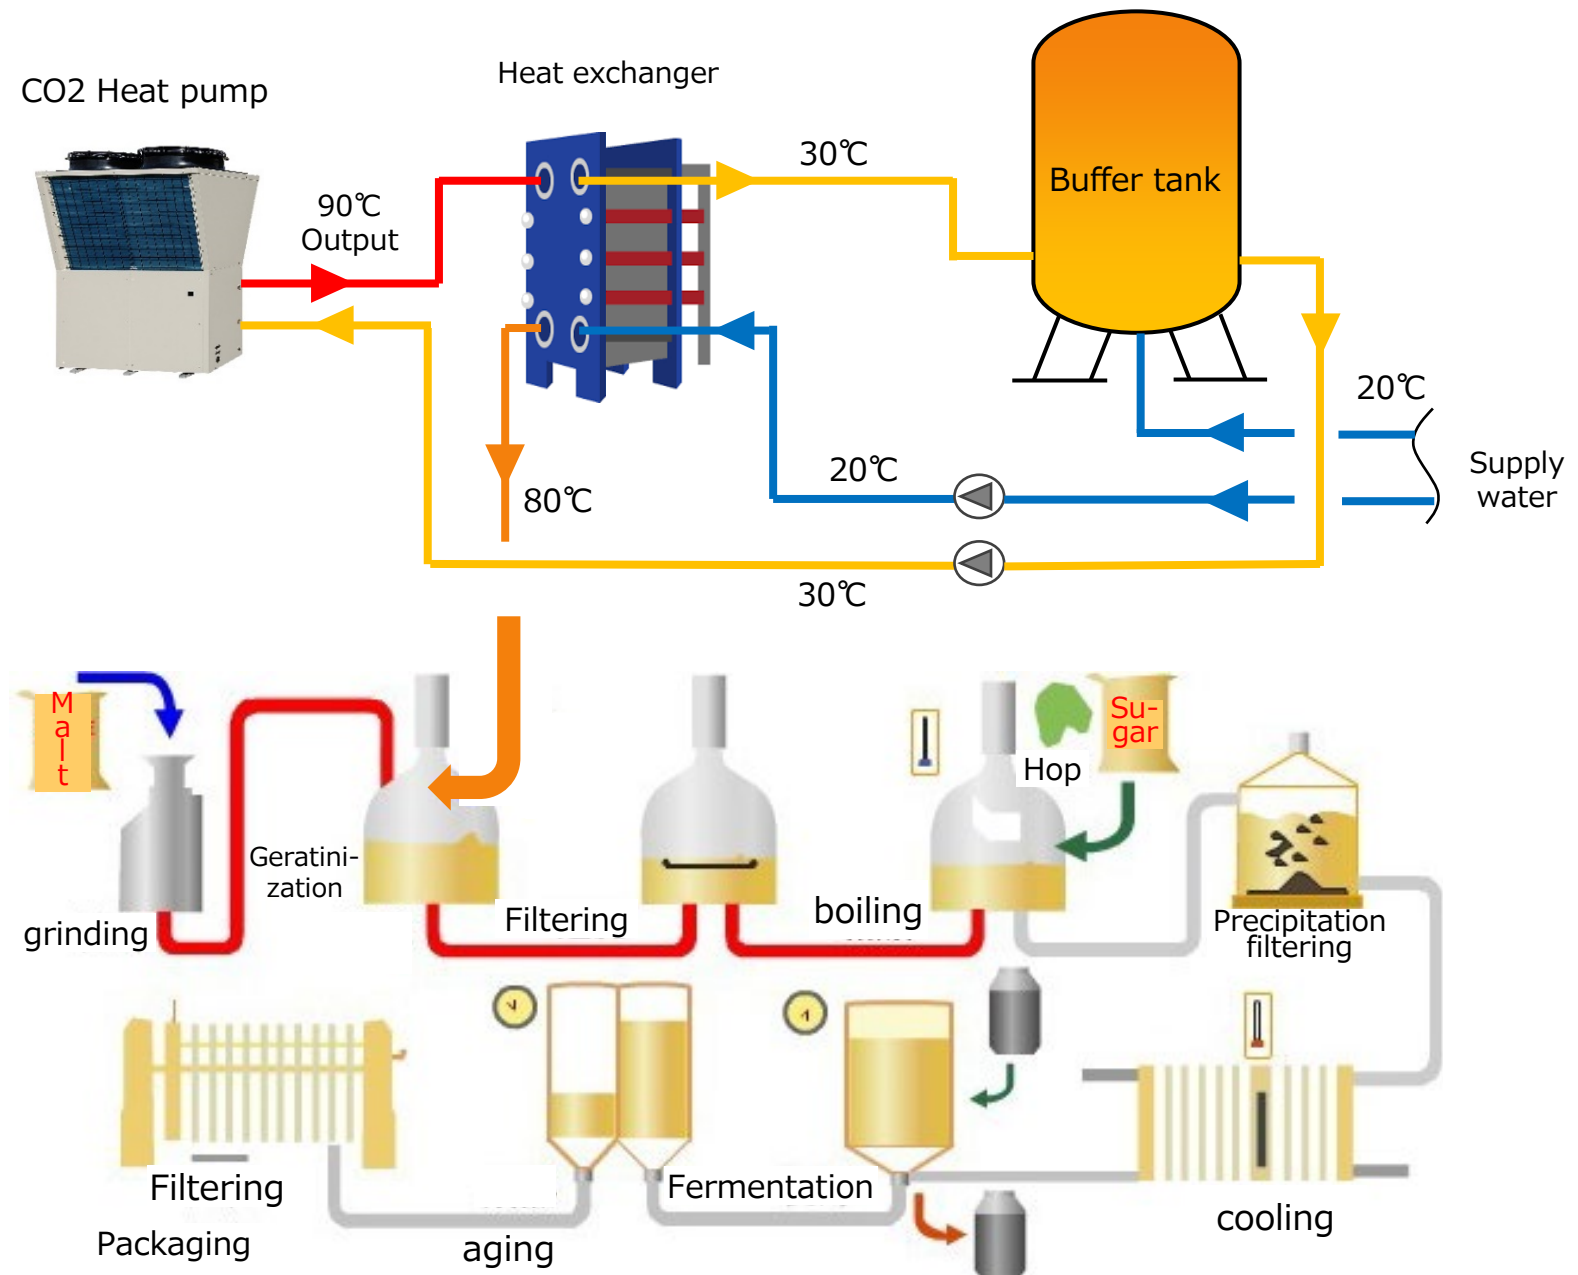 CO2 Heat pump
Heat exchanger
30℃
Buffer tank
90℃
Output
20℃
Supply
water
20℃
80℃
30℃
M
a
l
t
Su-
gar
Hop
Geratini-
zation
grinding
Filtering
boiling
Precipitation
filtering
Filtering
Packaging
aging
Fermentation
cooling